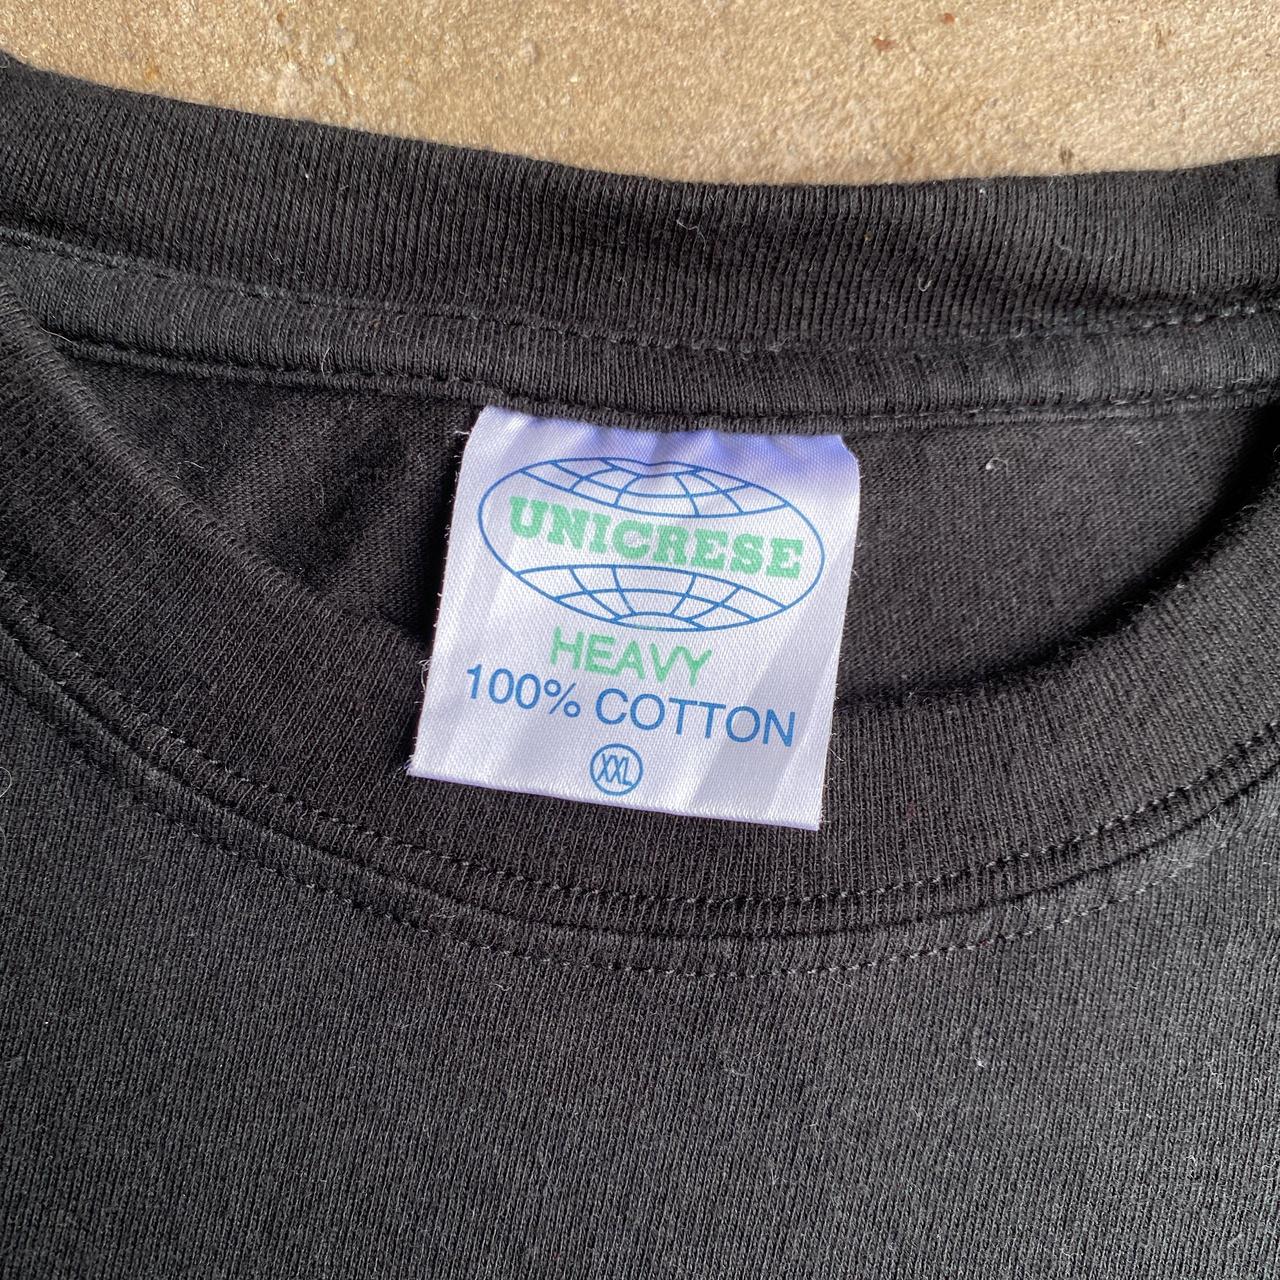 UNICRESE
HEAVY
100% COTTON
XXL